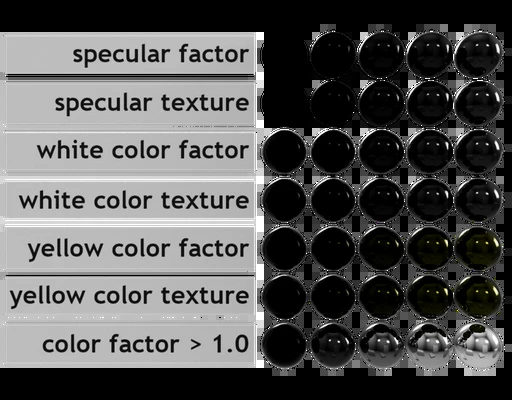 specular factor
specular texture
white color factor
white color texture
yellow color factor
yellow color texture
color factor > 1.0